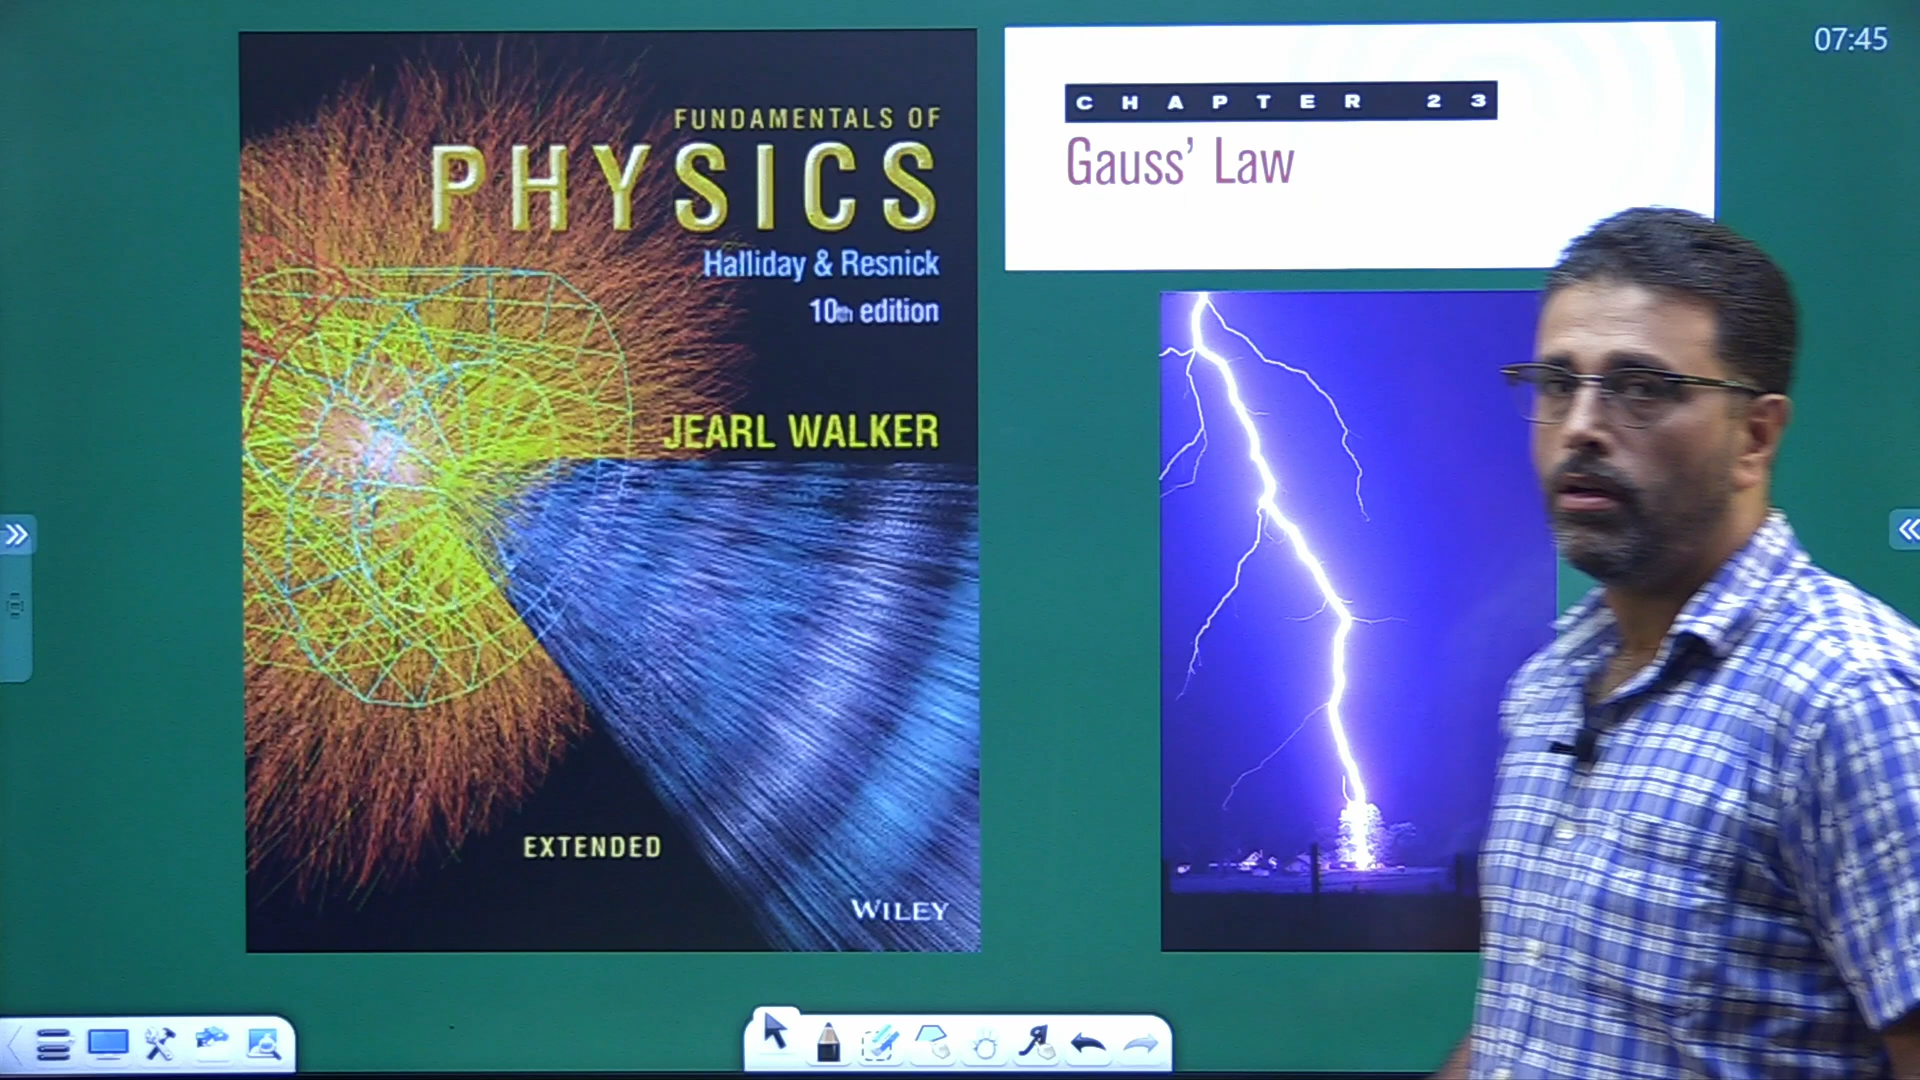 FUNDAMENTALS OF
PHYSICS
Halliday & Resnick
10th edition
JEARL WALKER
EXTENDED
WILEY
CHAPTER 23
Gauss' Law
07:45